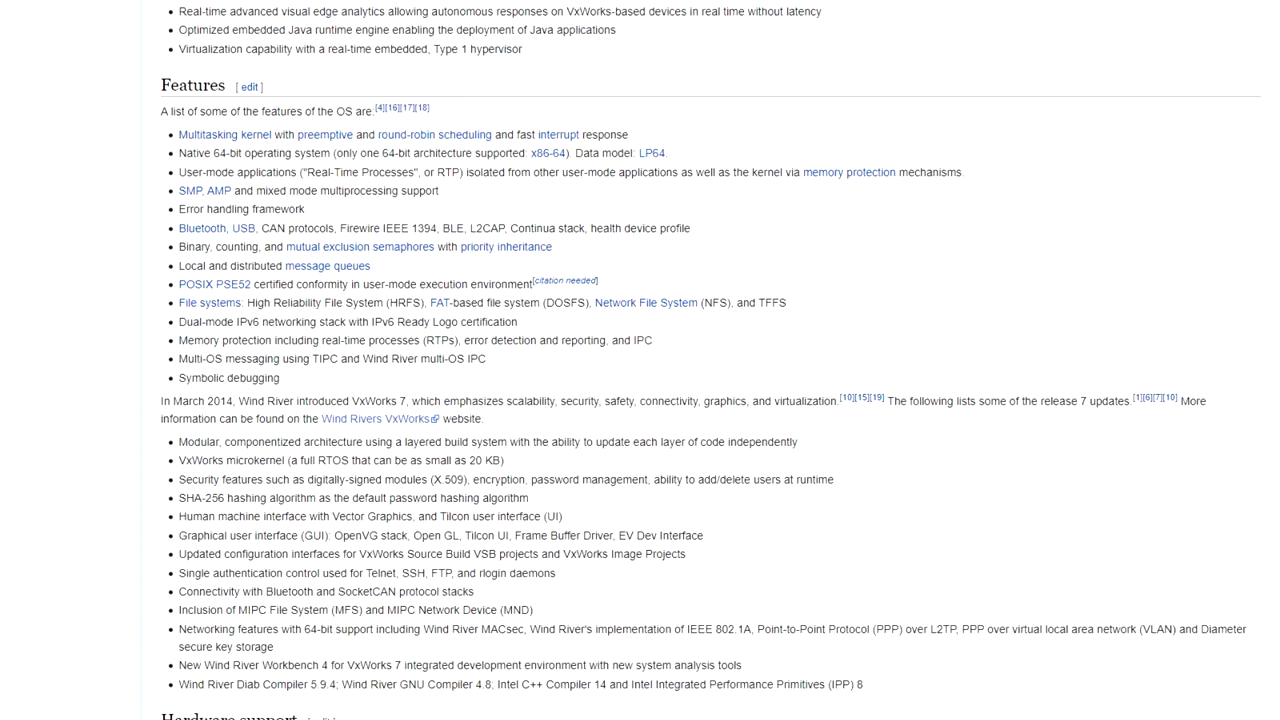 • Real-time advanced visual edge analytics allowing autonomous responses on VxWorks-based devices in real time without latency
• Optimized embedded Java runtime engine enabling the deployment of Java applications
• Virtualization capability with a real-time embedded, Type 1 hypervisor
Features [ edit ]
A list of some of the features of the OS are:[4][16][17][18]
• Multitasking kernel with preemptive and round-robin scheduling and fast interrupt response
• Native 64-bit operating system (only one 64-bit architecture supported: x86-64). Data model: LP64.
• User-mode applications ("Real-Time Processes", or RTP) isolated from other user-mode applications as well as the kernel via memory protection mechanisms.
• SMP, AMP and mixed mode multiprocessing support
• Error handling framework
• Bluetooth, USB, CAN protocols, Firewire IEEE 1394, BLE, L2CAP, Continua stack, health device profile
• Binary, counting, and mutual exclusion semaphores with priority inheritance
• Local and distributed message queues
• POSIX PSE52 certified conformity in user-mode execution environment[citation needed]
• File systems: High Reliability File System (HRFS), FAT-based file system (DOSFS), Network File System (NFS), and TFFS
• Dual-mode IPv6 networking stack with IPv6 Ready Logo certification
• Memory protection including real-time processes (RTPs), error detection and reporting, and IPC
• Multi-OS messaging using TIPC and Wind River multi-OS IPC
• Symbolic debugging
In March 2014, Wind River introduced VxWorks 7, which emphasizes scalability, security, safety, connectivity, graphics, and virtualization.[10][15][19] The following lists some of the release 7 updates.[1][6][7][10] More
information can be found on the Wind Rivers VxWorks website.
• Modular, componentized architecture using a layered build system with the ability to update each layer of code independently
• VxWorks microkernel (a full RTOS that can be as small as 20 KB)
• Security features such as digitally-signed modules (X.509), encryption, password management, ability to add/delete users at runtime
• SHA-256 hashing algorithm as the default password hashing algorithm
• Human machine interface with Vector Graphics, and Tilcon user interface (UI)
• Graphical user interface (GUI): OpenVG stack, Open GL, Tilcon UI, Frame Buffer Driver, EV Dev Interface
• Updated configuration interfaces for VxWorks Source Build VSB projects and VxWorks Image Projects
• Single authentication control used for Telnet, SSH, FTP, and rlogin daemons
• Connectivity with Bluetooth and SocketCAN protocol stacks
• Inclusion of MIPC File System (MFS) and MIPC Network Device (MND)
• Networking features with 64-bit support including Wind River MACsec, Wind River's implementation of IEEE 802.1A, Point-to-Point Protocol (PPP) over L2TP, PPP over virtual local area network (VLAN) and Diameter
secure key storage
• New Wind River Workbench 4 for VxWorks 7 integrated development environment with new system analysis tools
• Wind River Diab Compiler 5.9.4; Wind River GNU Compiler 4.8; Intel C++ Compiler 14 and Intel Integrated Performance Primitives (IPP) 8
Hardware support [ edit ]